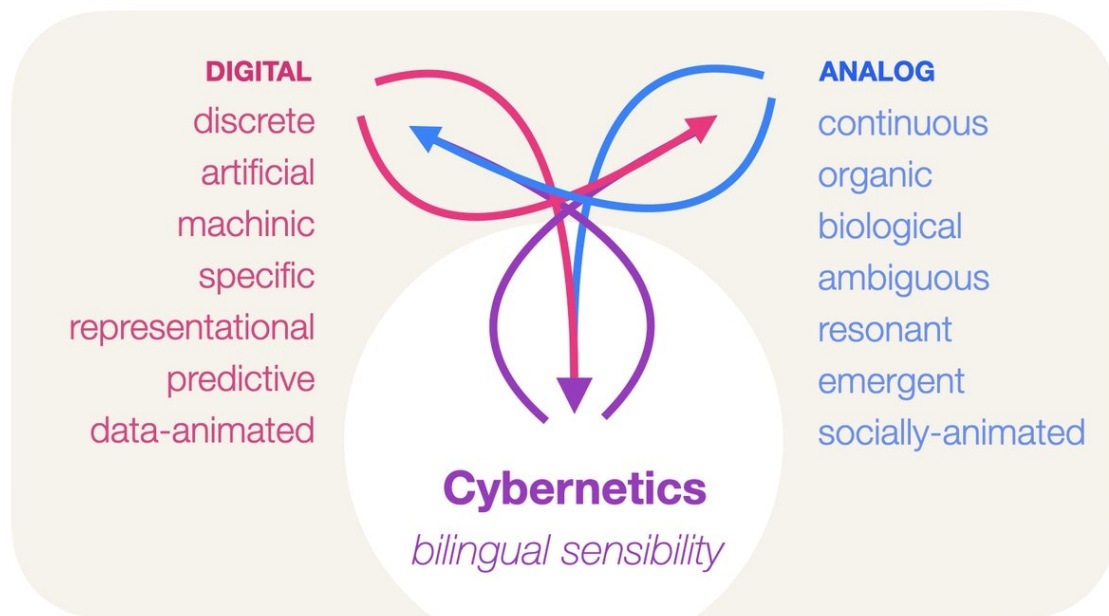 DIGITAL
discrete
artificial
machinic
specific
representational
predictive
data-animated
ANALOG
continuous
organic
biological
ambiguous
resonant
emergent
socially-animated
Cybernetics
bilingual sensibility